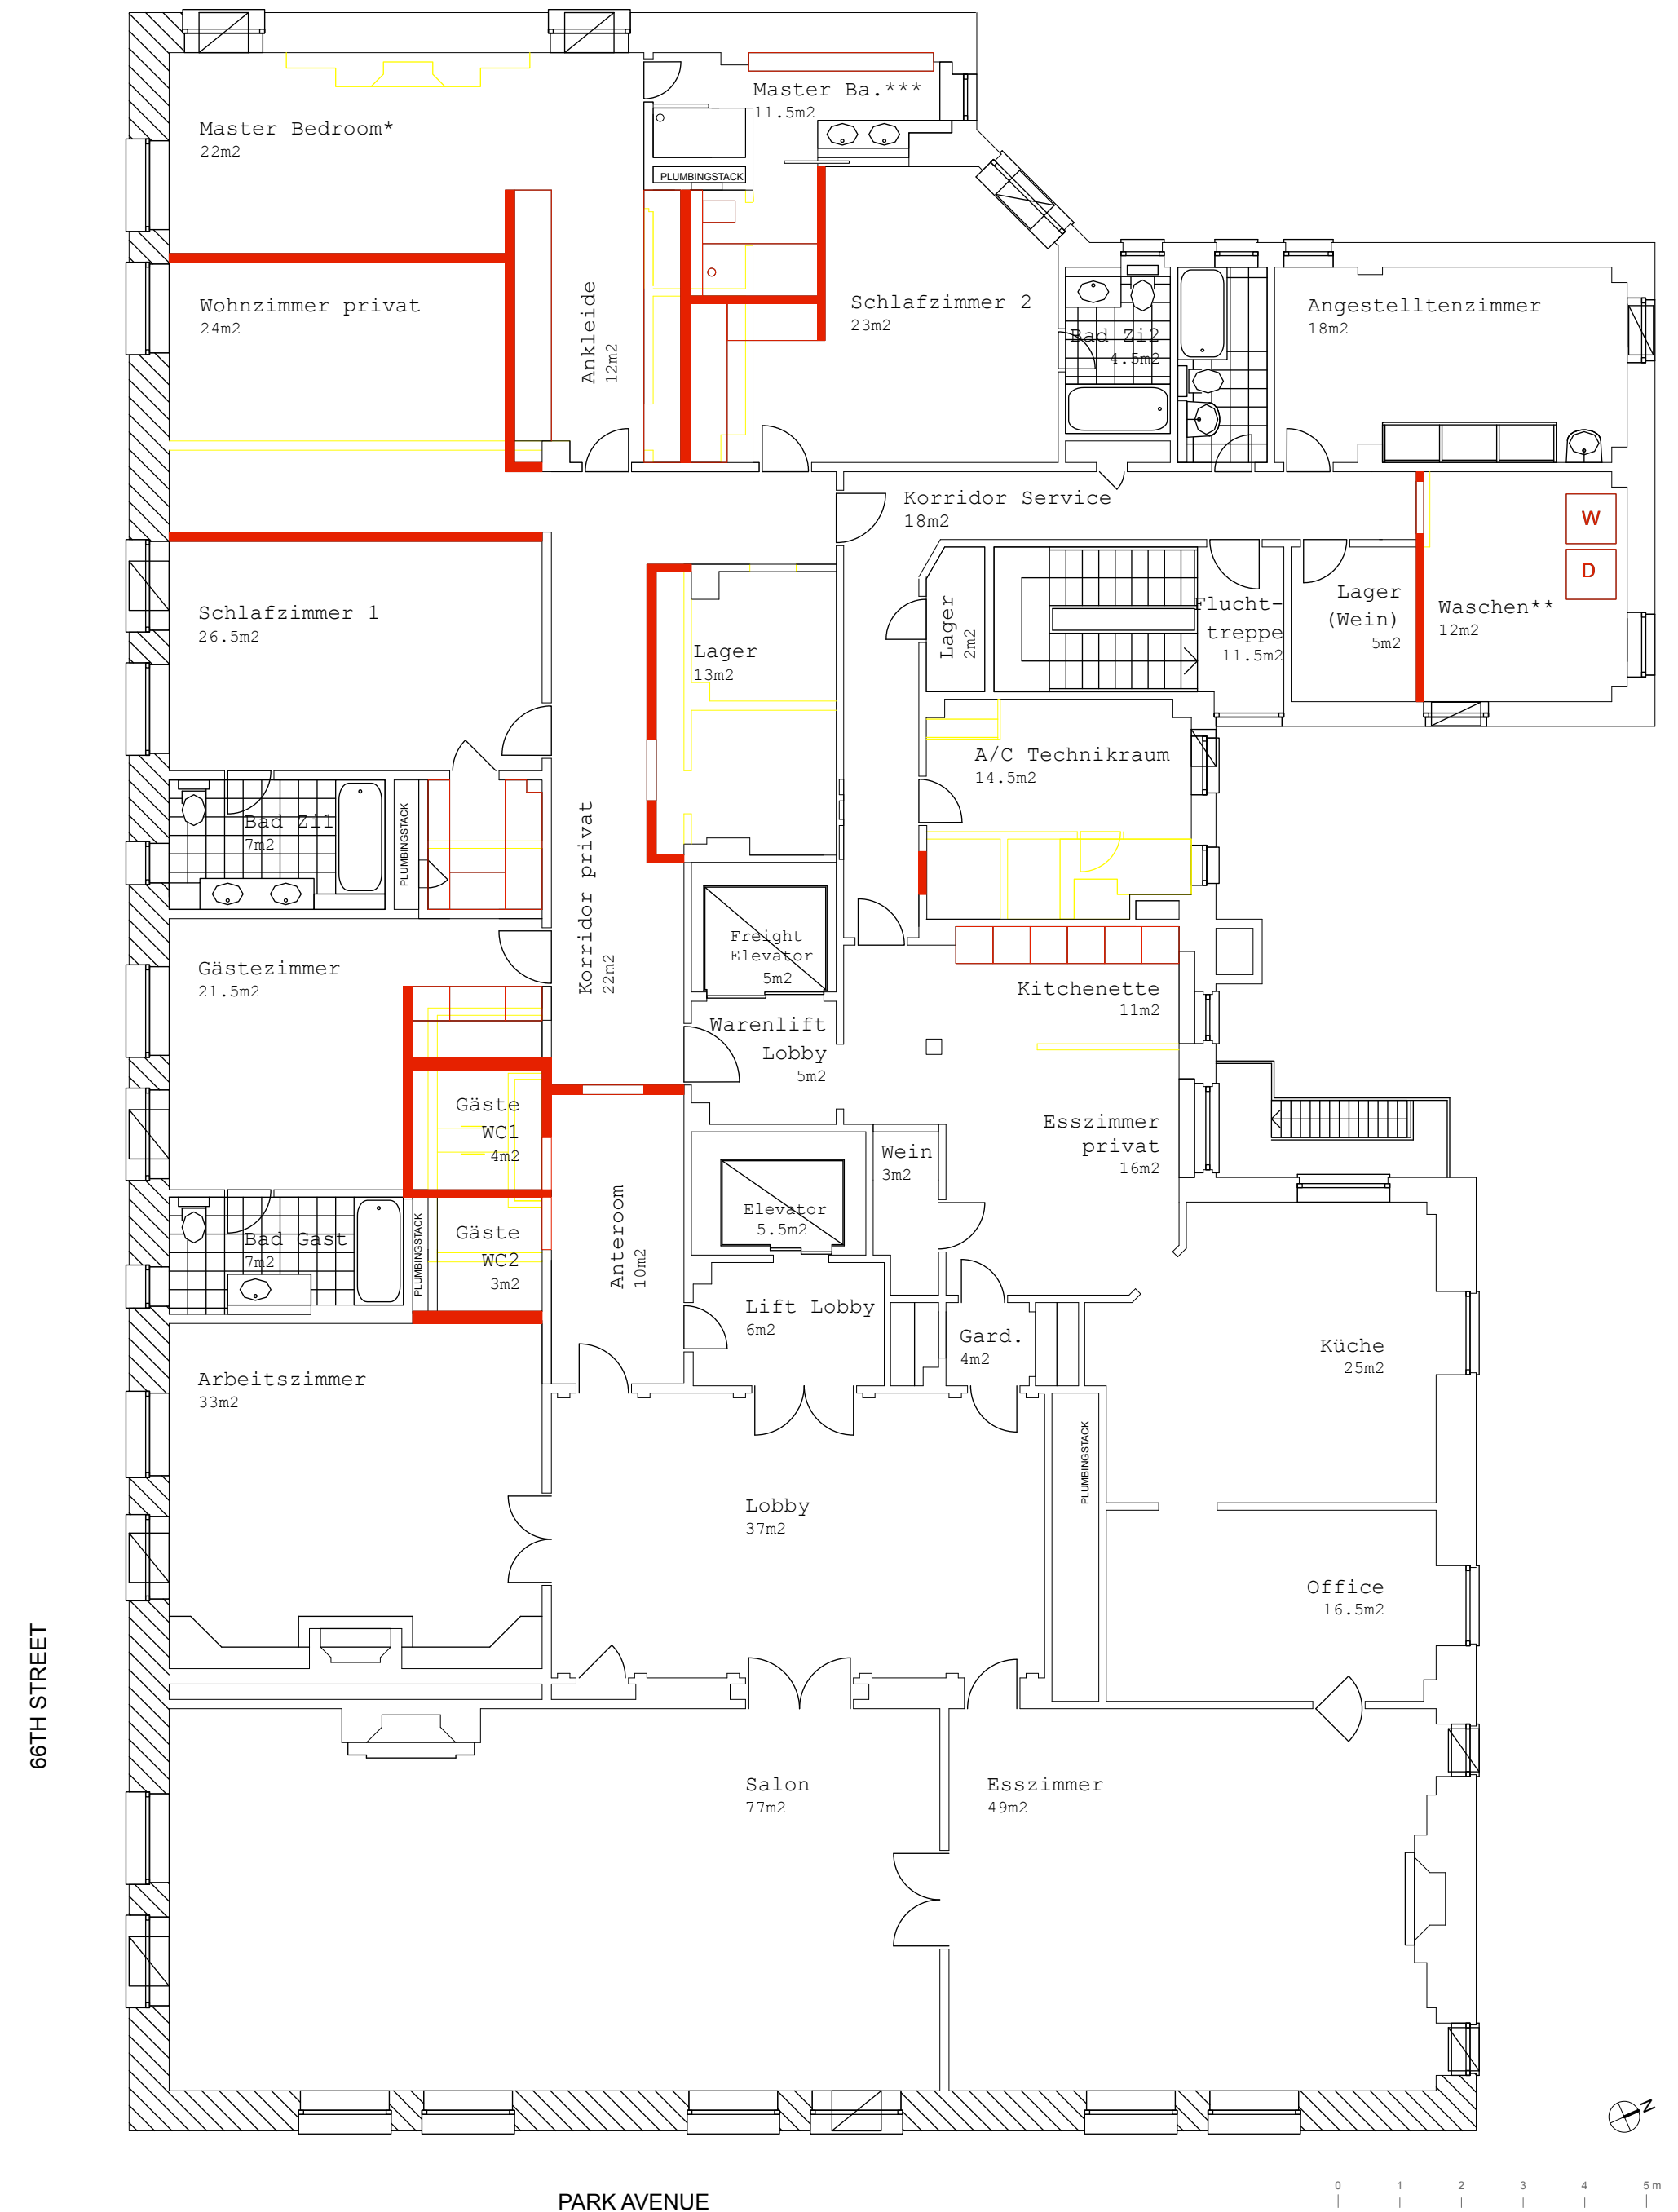 Master Ba.***
11.5m2
Master Bedroom*
22m2
PLUMBINGSTACK
Wohnzimmer privat
24m2
Ankleide
12m2
Schlafzimmer 2
23m2
Bad Zi2
4.5m2
Angestelltenzimmer
18m2
Korridor Service
18m2
W
D
Schlafzimmer 1
26.5m2
Lager
13m2
Lager
2m2
Flucht-
treppe
11.5m2
Lager
(Wein)
5m2
Waschen**
12m2
A/C Technikraum
14.5m2
Bad Zi1
7m2
PLUMBINGSTACK
Korridor privat
22m2
Freight
Elevator
5m2
Gästezimmer
21.5m2
Kitchenette
11m2
Warenlift
Lobby
5m2
Gäste
WC1
4m2
Esszimmer
privat
16m2
Wein
3m2
Elevator
5.5m2
Anteroom
10m2
Bad Gast
7m2
PLUMBINGSTACK
Gäste
WC2
3m2
Lift Lobby
6m2
Gard.
4m2
Küche
25m2
Arbeitszimmer
33m2
PLUMBINGSTACK
Lobby
37m2
Office
16.5m2
66TH STREET
Salon
77m2
Esszimmer
49m2
N
PARK AVENUE
0 1 2 3 4 5 m